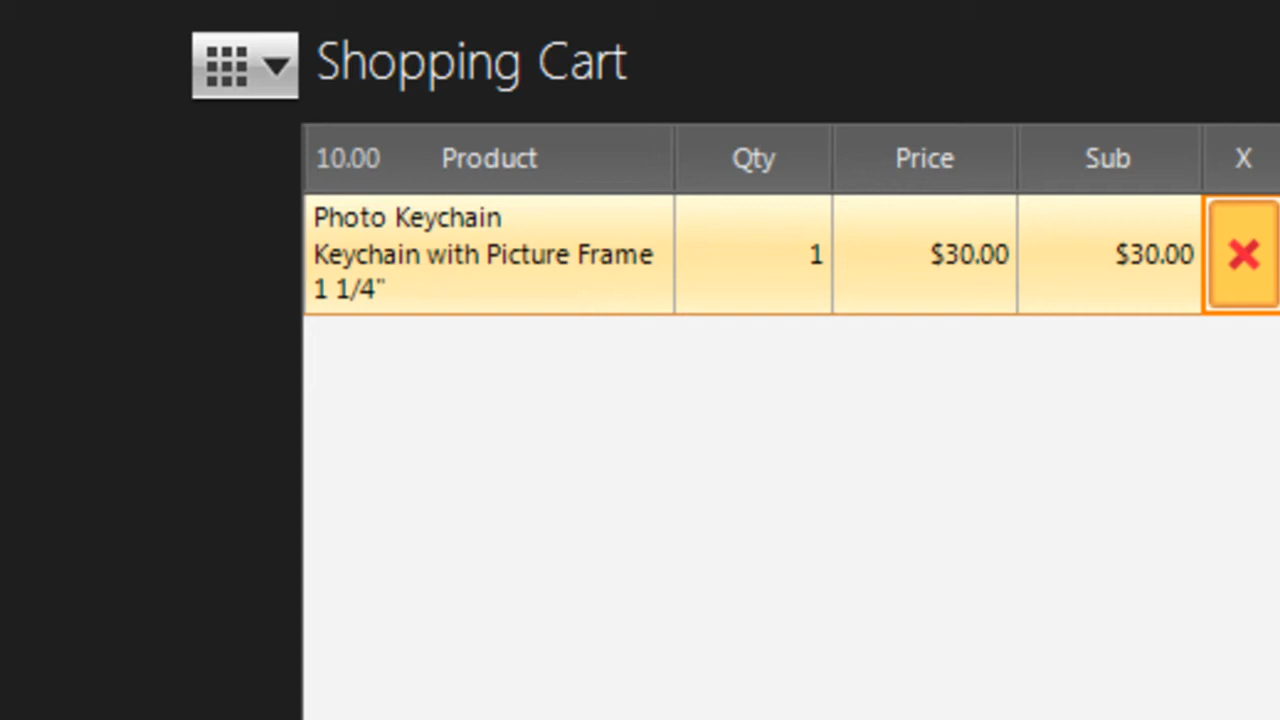 Shopping Cart
10.00 Product Qty Price Sub X
Photo Keychain
Keychain with Picture Frame 1 $30.00 $30.00
1 1/4"